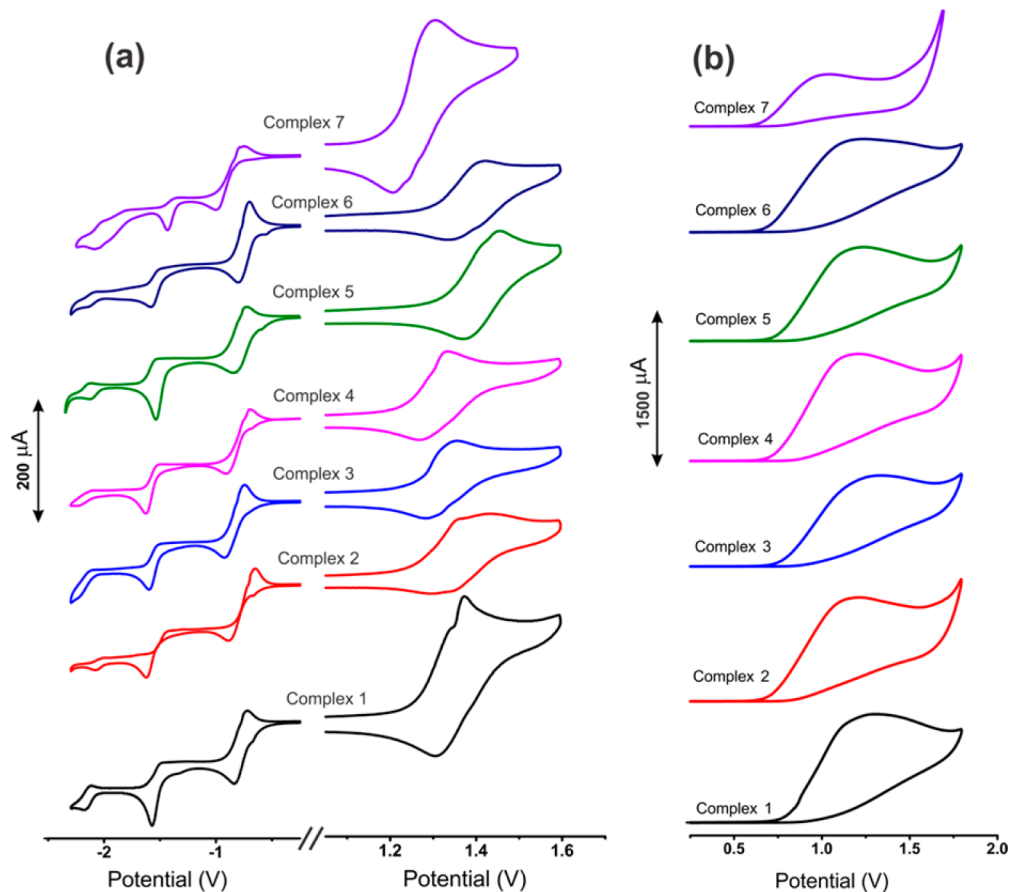 (a)
Complex 7
Complex 6
Complex 5
Complex 4
Complex 3
Complex 2
Complex 1
200 µA
-2
-1
1.2
1.4
1.6
Potential (V)
Potential (V)
(b)
Complex 7
Complex 6
Complex 5
Complex 4
Complex 3
Complex 2
Complex 1
1500 µA
0.5
1.0
1.5
2.0
Potential (V)